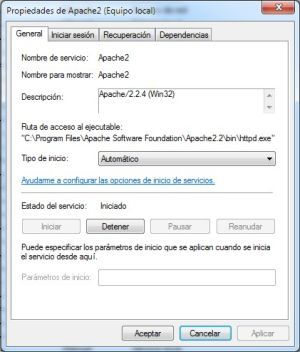 Propiedades de Apache2 (Equipo local)
General Iniciar sesión Recuperación Dependencias
Nombre de servicio: Apache2
Nombre para mostrar: Apache2
Descripción: Apache/2.2.4 (Win32)
Ruta de acceso al ejecutable:
"C:\Program Files\Apache Software Foundation\Apache2.2\bin\httpd.exe"
Tipo de inicio: Automático
Ayudarme a configurar las opciones de inicio de servicios.
Estado del servicio: Iniciado
Iniciar Detener Pausar Reanudar
Puede especificar los parámetros de inicio que se aplican cuando se inicia
el servicio desde aquí.
Parámetros de inicio:
Aceptar Cancelar Aplicar